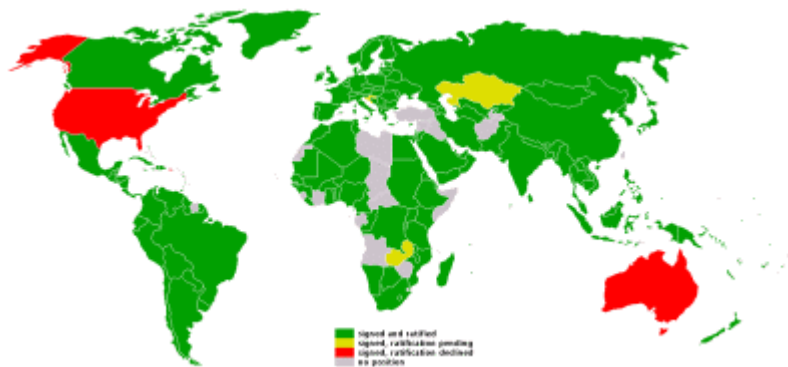 signed and ratified
signed, ratification pending
signed, ratification declined
no position